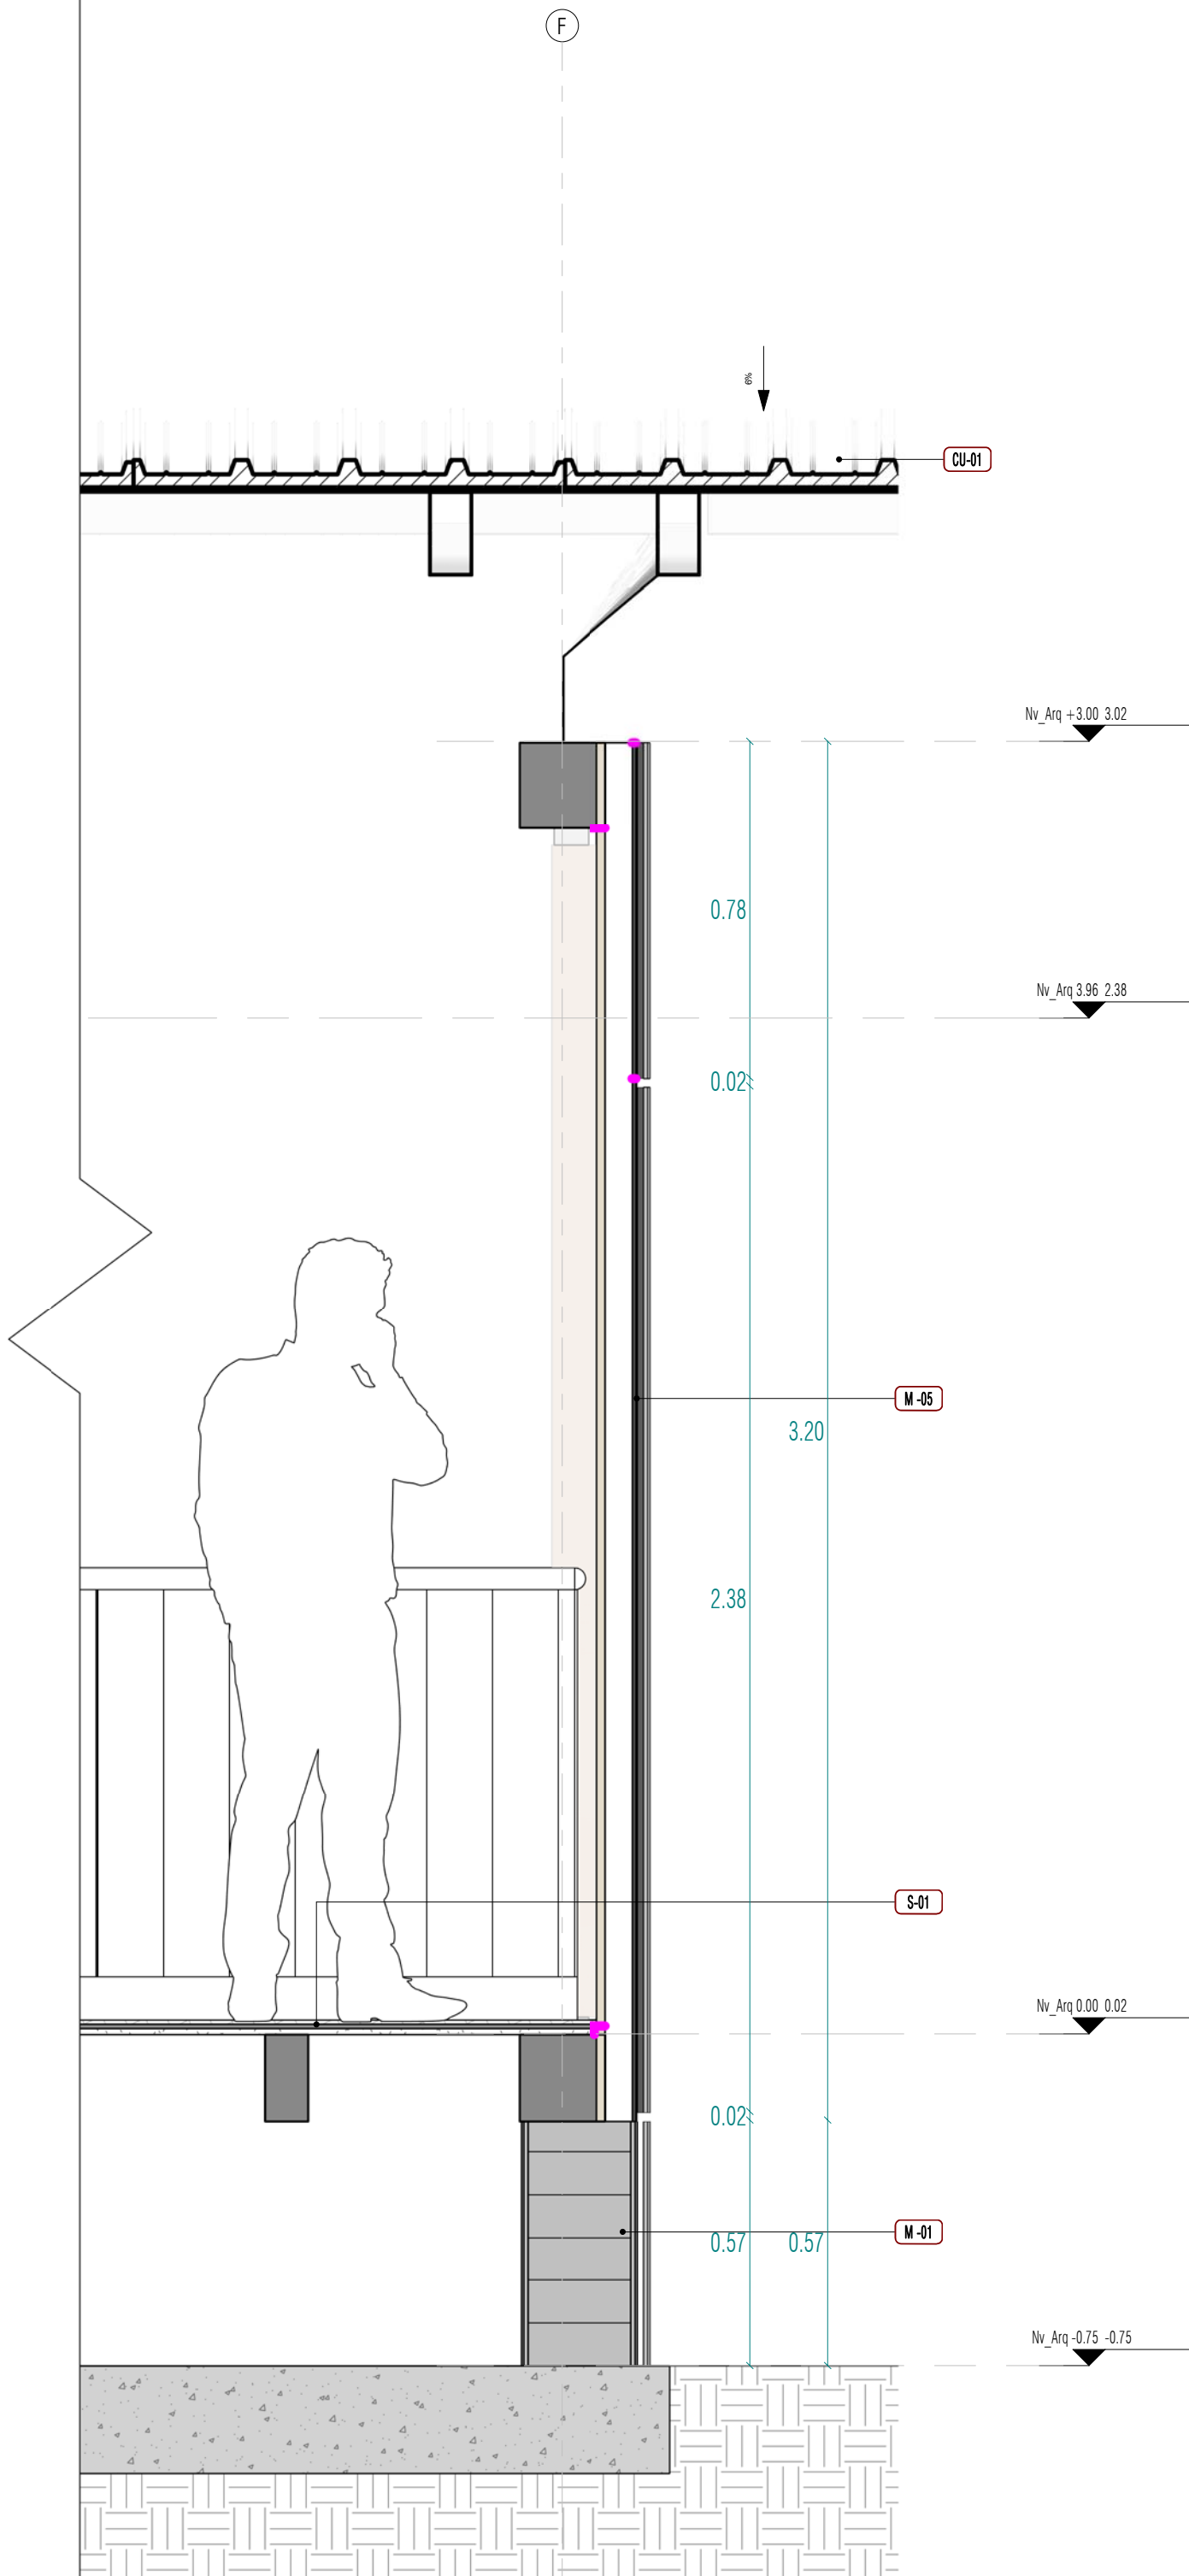 F
6%
CU-01
Nv_Arq +3.00 3.02
0.78
Nv_Arq 3.96 2.38
0.02
M -05
3.20
2.38
S-01
Nv_Arq 0.00 0.02
0.02
M -01
0.57 0.57
Nv_Arq -0.75 -0.75